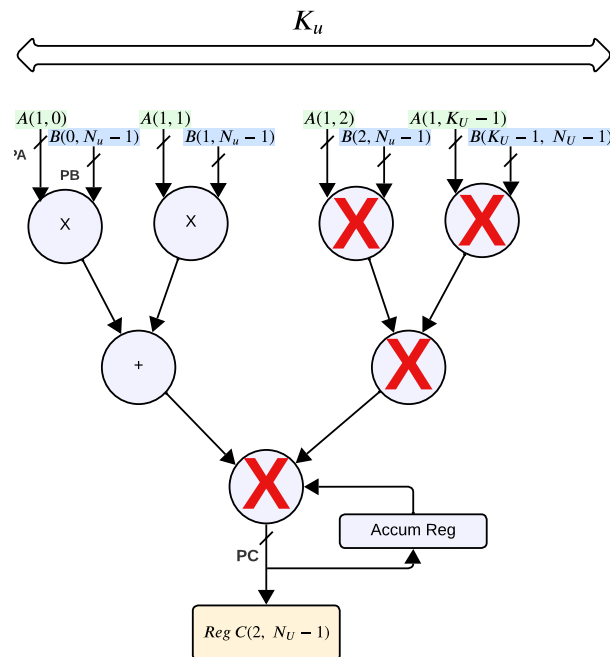 K_u
A(1,0) A(1,1) A(1,2) A(1, K_U − 1)
B(0, N_u − 1) B(1, N_u − 1) B(2, N_u − 1) B(K_U − 1, N_U − 1)
PA
PB
X X X X
+ X
X
Accum Reg
PC
Reg C(2, N_U − 1)